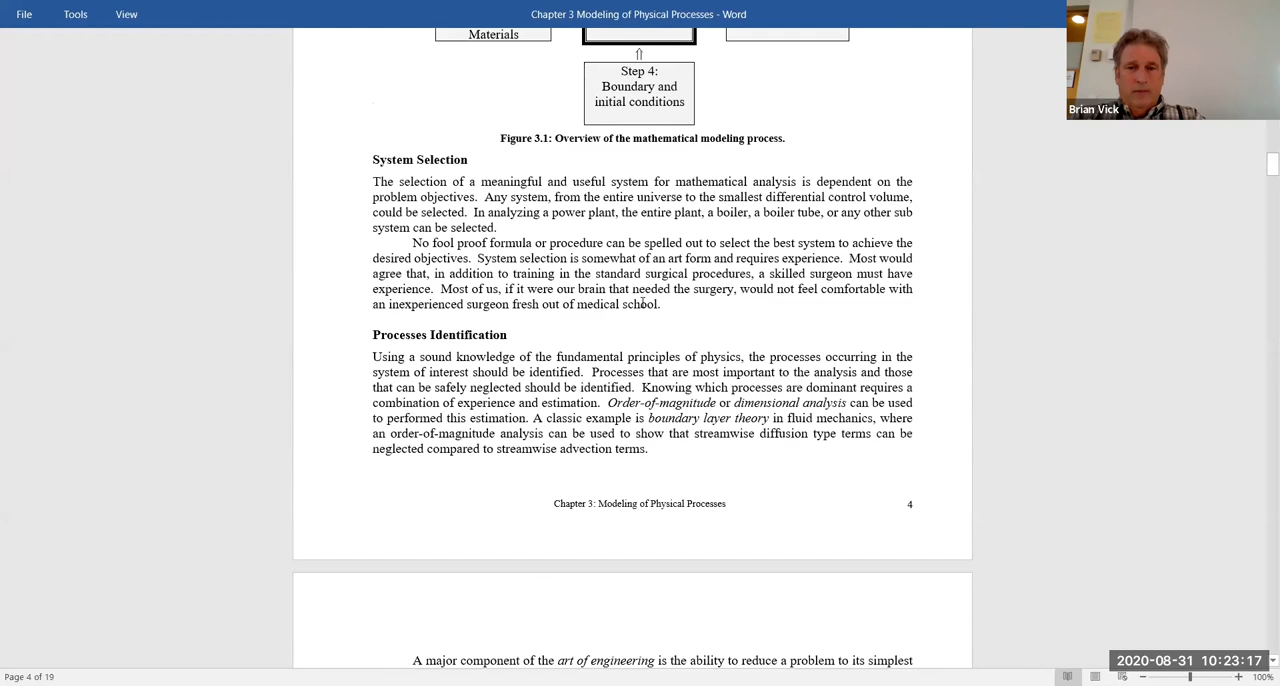 File Tools View Chapter 3 Modeling of Physical Processes - Word
Materials
Step 4:
Boundary and
initial conditions
Brian Vick
Figure 3.1: Overview of the mathematical modeling process.
System Selection
The selection of a meaningful and useful system for mathematical analysis is dependent on the
problem objectives. Any system, from the entire universe to the smallest differential control volume,
could be selected. In analyzing a power plant, the entire plant, a boiler, a boiler tube, or any other sub
system can be selected.
No fool proof formula or procedure can be spelled out to select the best system to achieve the
desired objectives. System selection is somewhat of an art form and requires experience. Most would
agree that, in addition to training in the standard surgical procedures, a skilled surgeon must have
experience. Most of us, if it were our brain that needed the surgery, would not feel comfortable with
an inexperienced surgeon fresh out of medical school.
Processes Identification
Using a sound knowledge of the fundamental principles of physics, the processes occurring in the
system of interest should be identified. Processes that are most important to the analysis and those
that can be safely neglected should be identified. Knowing which processes are dominant requires a
combination of experience and estimation. Order-of-magnitude or dimensional analysis can be used
to performed this estimation. A classic example is boundary layer theory in fluid mechanics, where
an order-of-magnitude analysis can be used to show that streamwise diffusion type terms can be
neglected compared to streamwise advection terms.
Chapter 3: Modeling of Physical Processes 4
A major component of the art of engineering is the ability to reduce a problem to its simplest
2020-08-31 10:23:17
Page 4 of 19 100%